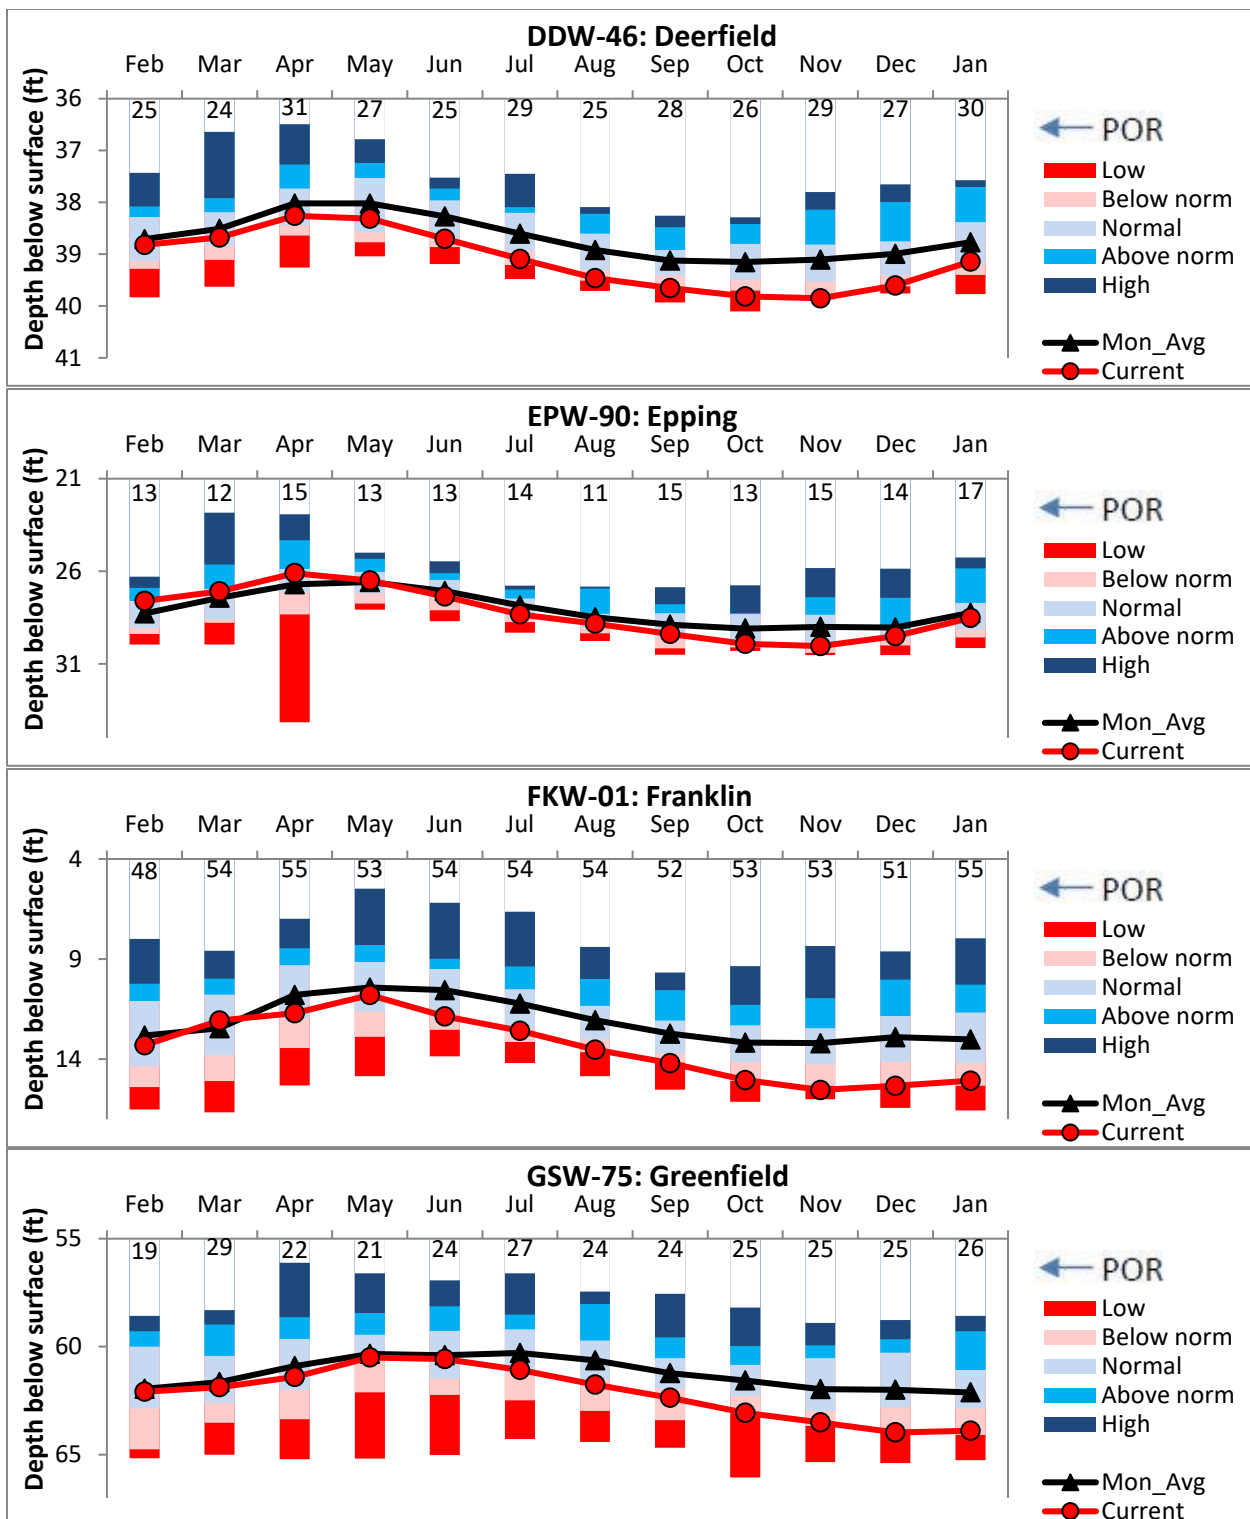 DDW-46: Deerfield
Feb Mar Apr May Jun Jul Aug Sep Oct Nov Dec Jan
Depth below surface (ft)
36
37
38
39
40
41
25 24 31 27 25 29 25 28 26 29 27 30
POR
Low
Below norm
Normal
Above norm
High
Mon_Avg
Current
EPW-90: Epping
Feb Mar Apr May Jun Jul Aug Sep Oct Nov Dec Jan
Depth below surface (ft)
21
26
31
13 12 15 13 13 14 11 15 13 15 14 17
POR
Low
Below norm
Normal
Above norm
High
Mon_Avg
Current
FKW-01: Franklin
Feb Mar Apr May Jun Jul Aug Sep Oct Nov Dec Jan
Depth below surface (ft)
4
9
14
48 54 55 53 54 54 54 52 53 53 51 55
POR
Low
Below norm
Normal
Above norm
High
Mon_Avg
Current
GSW-75: Greenfield
Feb Mar Apr May Jun Jul Aug Sep Oct Nov Dec Jan
Depth below surface (ft)
55
60
65
19 29 22 21 24 27 24 24 25 25 25 26
POR
Low
Below norm
Normal
Above norm
High
Mon_Avg
Current